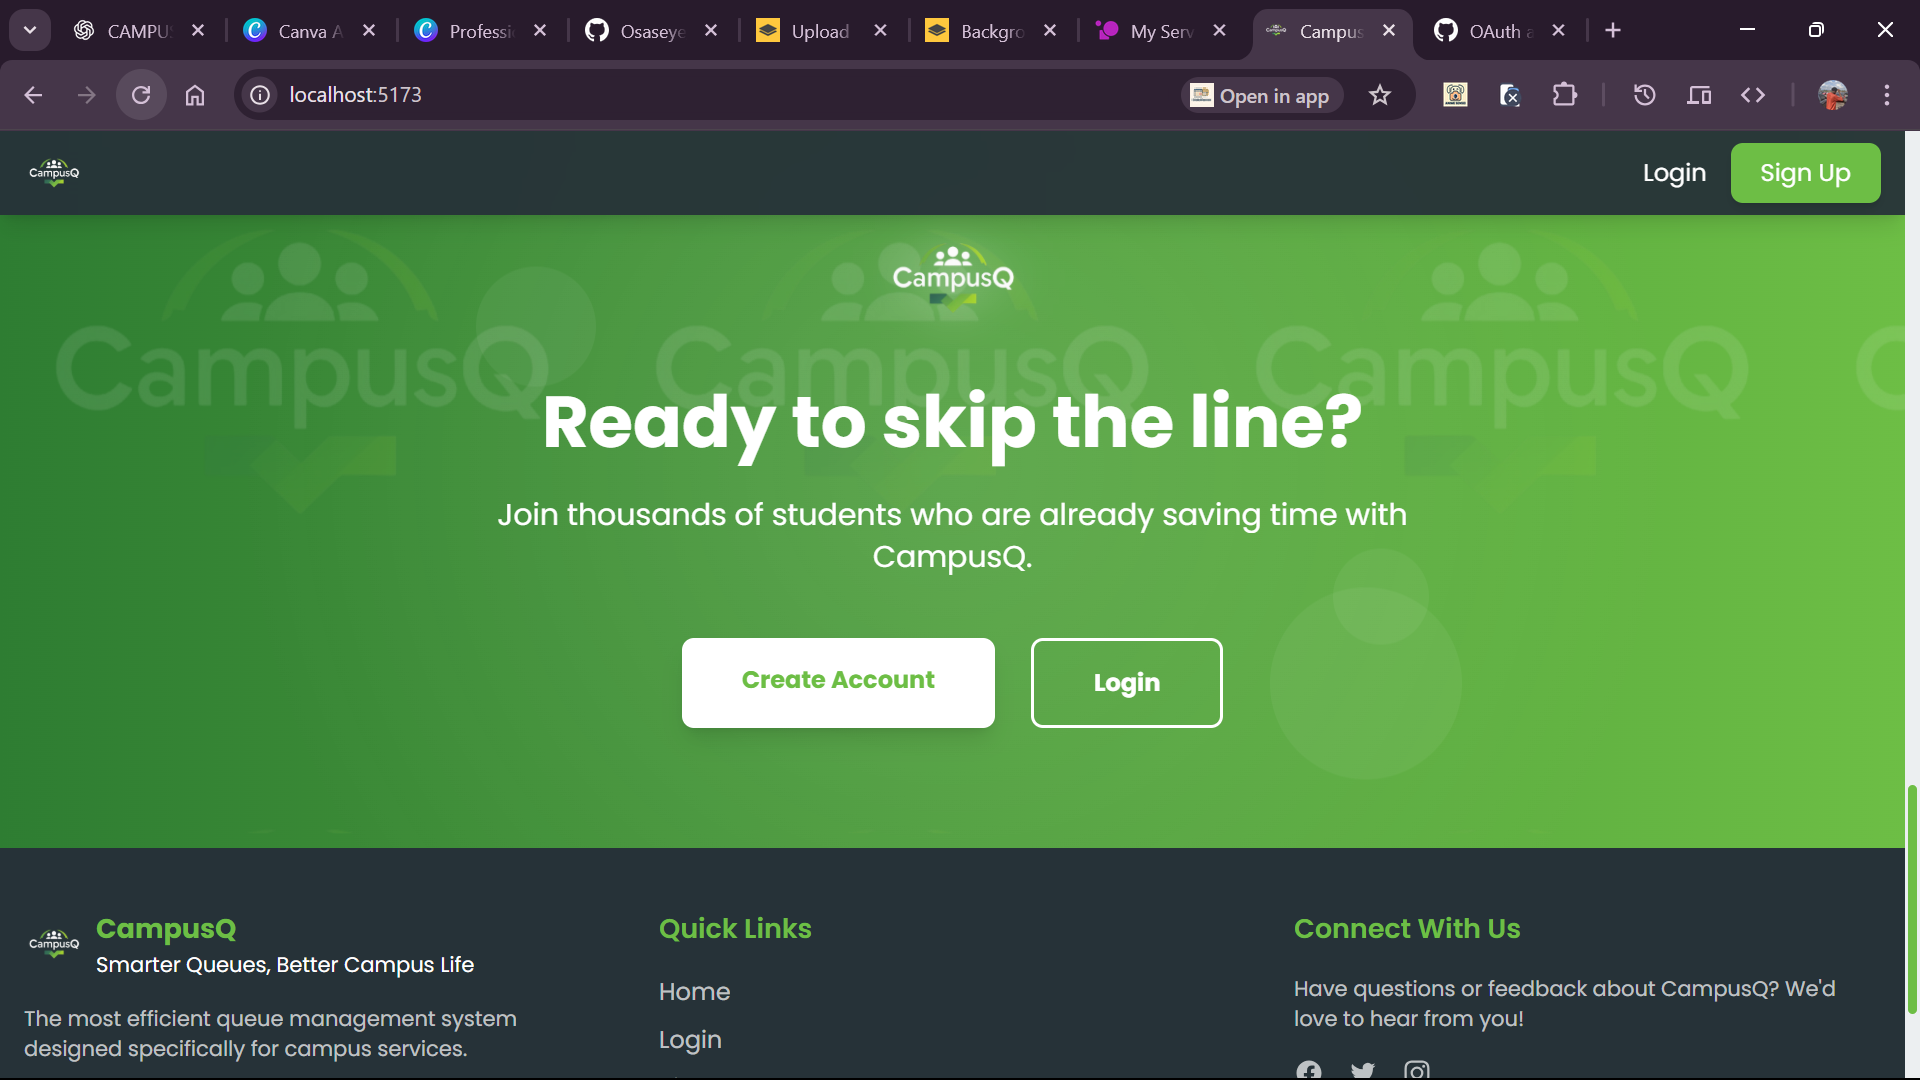 CAMPUS
Canva A
Professio
Osaseye
Upload
Backgro
My Serv
Campus
OAuth a
localhost:5173
Open in app
CampusQ
Login
Sign Up
CampusQ
CampusQ
CampusQ
CampusQ
Ready to skip the line?
Join thousands of students who are already saving time with
CampusQ.
Create Account
Login
CampusQ
CampusQ
Smarter Queues, Better Campus Life
The most efficient queue management system
designed specifically for campus services.
Quick Links
Home
Login
Connect With Us
Have questions or feedback about CampusQ? We'd
love to hear from you!